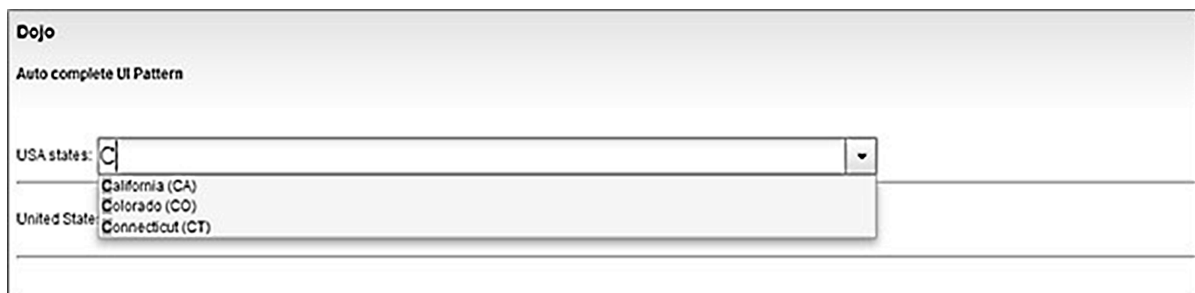 Dojo
Auto complete UI Pattern
USA states: C
California (CA)
Colorado (CO)
United State
Connecticut (CT)